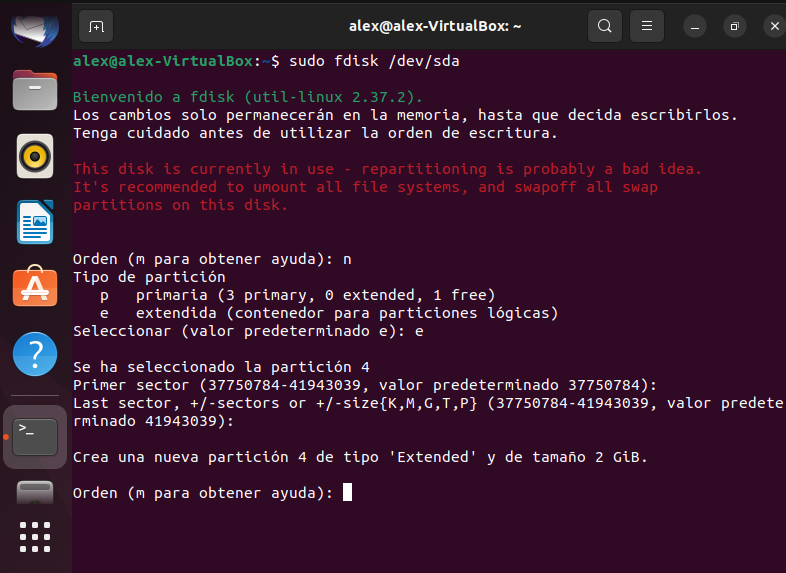 alex@alex-VirtualBox: ~
alex@alex-VirtualBox:~$ sudo fdisk /dev/sda
Bienvenido a fdisk (util-linux 2.37.2).
Los cambios solo permanecerán en la memoria, hasta que decida escribirlos.
Tenga cuidado antes de utilizar la orden de escritura.
This disk is currently in use - repartitioning is probably a bad idea.
It's recommended to umount all file systems, and swapoff all swap
partitions on this disk.
Orden (m para obtener ayuda): n
Tipo de partición
p   primaria (3 primary, 0 extended, 1 free)
e   extendida (contenedor para particiones lógicas)
Seleccionar (valor predeterminado e): e
Se ha seleccionado la partición 4
Primer sector (37750784-41943039, valor predeterminado 37750784):
Last sector, +/-sectors or +/-size{K,M,G,T,P} (37750784-41943039, valor predete
rminado 41943039):
Crea una nueva partición 4 de tipo 'Extended' y de tamaño 2 GiB.
Orden (m para obtener ayuda):